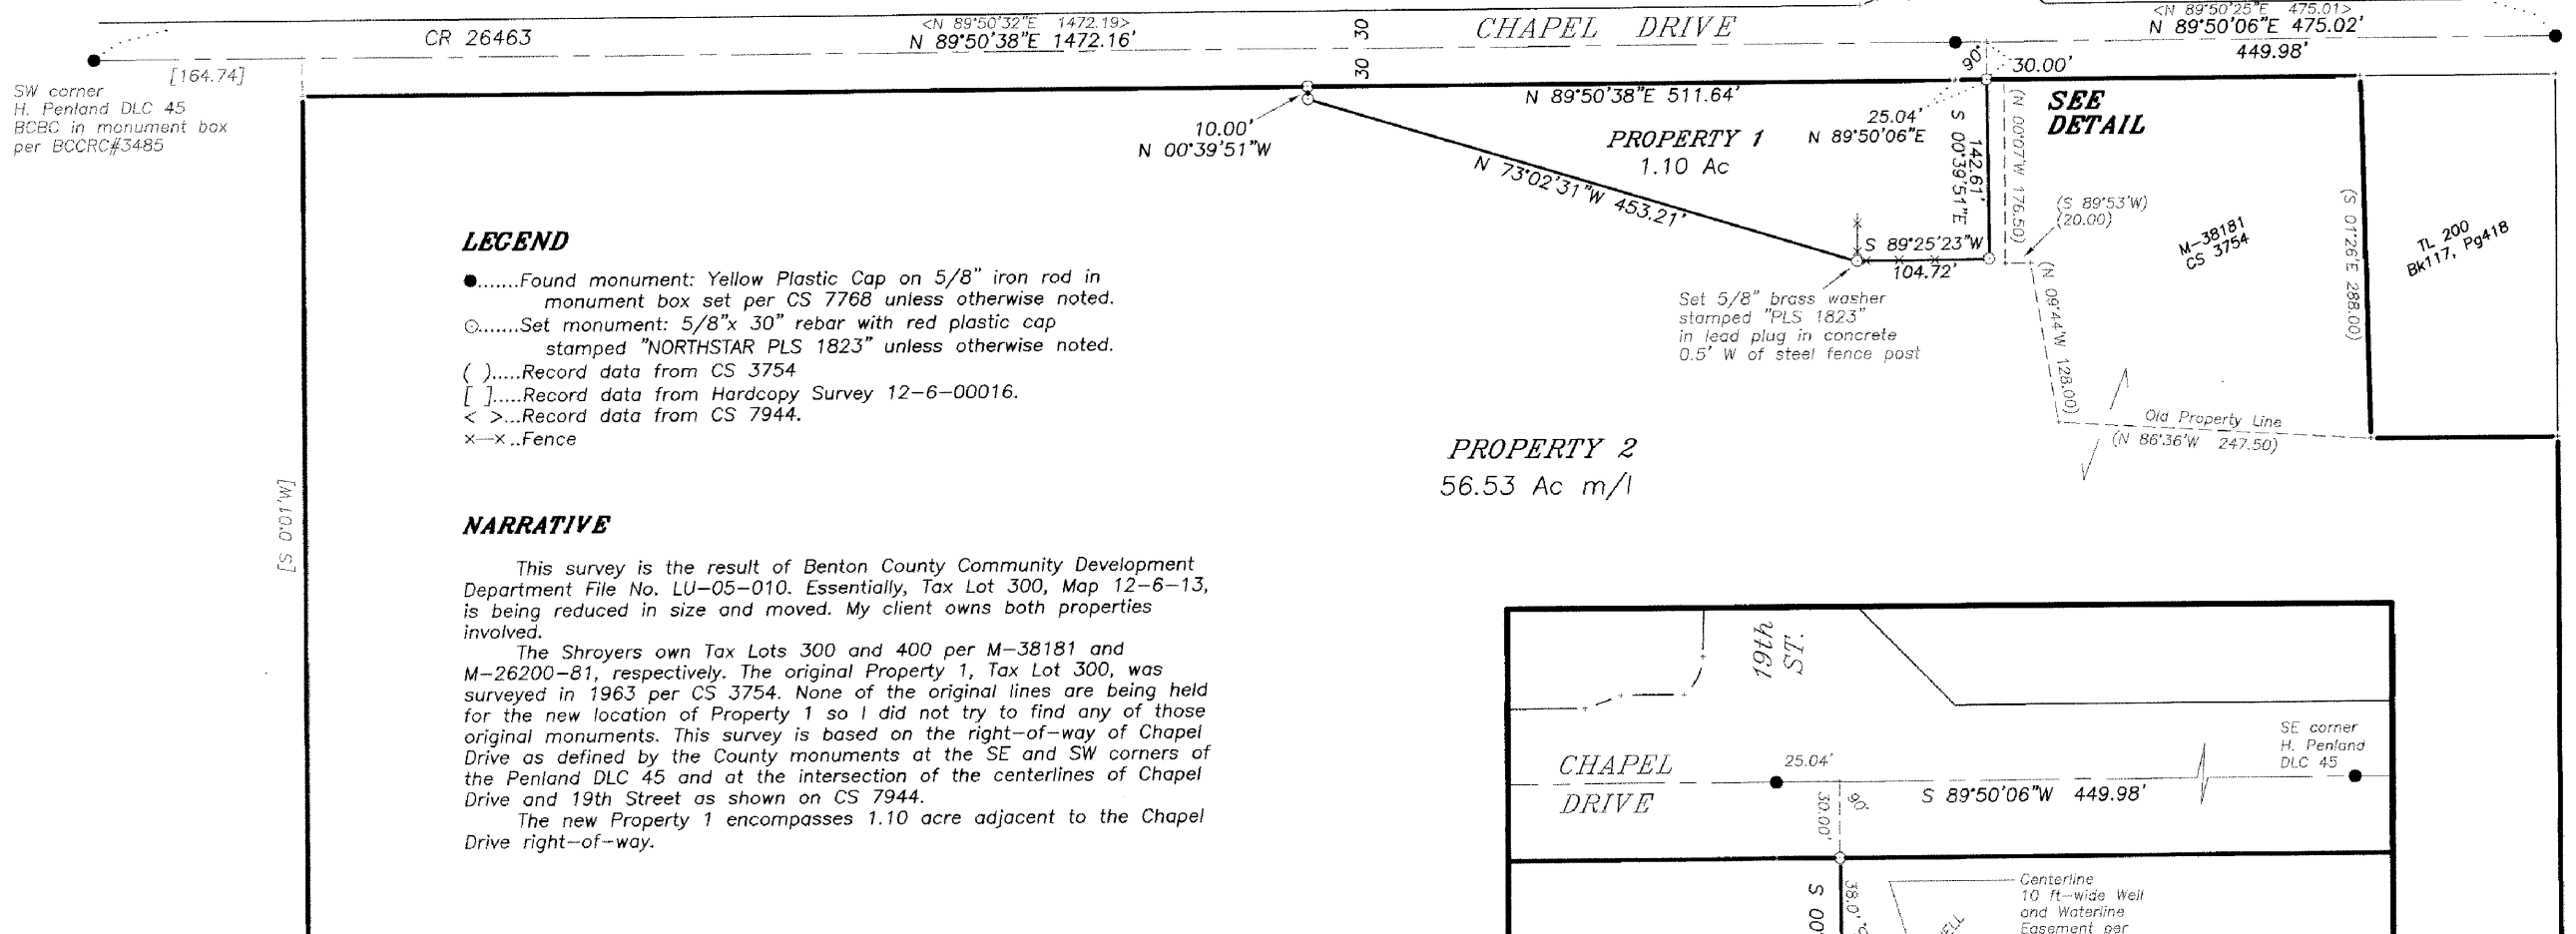 <N 89°50'32"E 1472.19>
CR 26463
N 89°50'38"E 1472.16'
30
30
CHAPEL DRIVE
<N 89°50'25"E 475.01>
N 89°50'06"E 475.02'
449.98'
[164.74]
SW corner
H. Penland DLC 45
BCBC in monument box
per BCCRC#3485
90°
30.00'
N 89°50'38"E 511.64'
10.00'
N 00°39'51"W
PROPERTY 1
1.10 Ac
25.04'
N 89°50'06"E
N 73°02'31"W 453.21'
142.61'
S 00°39'51"E
(N 00°07'W 176.50)
SEE
DETAIL
(S 89°53'W)
(20.00)
S 89°25'23"W
104.72'
Set 5/8" brass washer
stamped "PLS 1823"
in lead plug in concrete
0.5' W of steel fence post
(N 09°44'W 128.00)
M-38181
CS 3754
(S 01°26'E 288.00)
TL 200
Bk117, Pg418
Old Property Line
(N 86°36'W 247.50)
LEGEND
●.......Found monument: Yellow Plastic Cap on 5/8" iron rod in
monument box set per CS 7768 unless otherwise noted.
⊙.......Set monument: 5/8"x 30" rebar with red plastic cap
stamped "NORTHSTAR PLS 1823" unless otherwise noted.
( ).....Record data from CS 3754
[ ].....Record data from Hardcopy Survey 12-6-00016.
< >...Record data from CS 7944.
×—×..Fence
PROPERTY 2
56.53 Ac m/l
[S 0°01'W]
NARRATIVE
This survey is the result of Benton County Community Development
Department File No. LU-05-010. Essentially, Tax Lot 300, Map 12-6-13,
is being reduced in size and moved. My client owns both properties
involved.
The Shroyers own Tax Lots 300 and 400 per M-38181 and
M-26200-81, respectively. The original Property 1, Tax Lot 300, was
surveyed in 1963 per CS 3754. None of the original lines are being held
for the new location of Property 1 so I did not try to find any of those
original monuments. This survey is based on the right-of-way of Chapel
Drive as defined by the County monuments at the SE and SW corners of
the Penland DLC 45 and at the intersection of the centerlines of Chapel
Drive and 19th Street as shown on CS 7944.
The new Property 1 encompasses 1.10 acre adjacent to the Chapel
Drive right-of-way.
19th
ST.
CHAPEL
DRIVE
25.04'
30.00'
90°
S 89°50'06"W 449.98'
SE corner
H. Penland
DLC 45
S 00°
38.0'
Centerline
10 ft-wide Well
and Waterline
Easement per